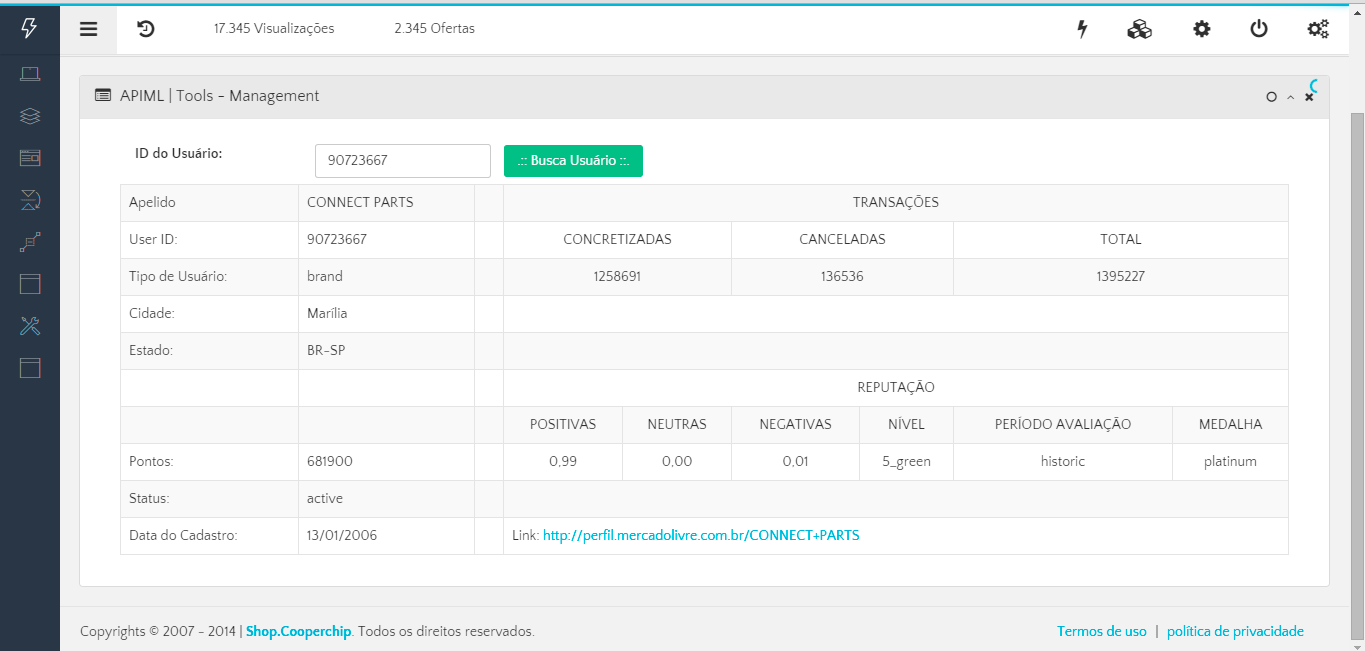 17.345 Visualizações 2.345 Ofertas
APIML | Tools - Management
ID do Usuário: 90723667 .:: Busca Usuário ::.
Apelido CONNECT PARTS TRANSAÇÕES
User ID: 90723667 CONCRETIZADAS CANCELADAS TOTAL
Tipo de Usuário: brand 1258691 136536 1395227
Cidade: Marília
Estado: BR-SP
REPUTAÇÃO
POSITIVAS NEUTRAS NEGATIVAS NÍVEL PERÍODO AVALIAÇÃO MEDALHA
Pontos: 681900 0,99 0,00 0,01 5_green historic platinum
Status: active
Data do Cadastro: 13/01/2006 Link: http://perfil.mercadolivre.com.br/CONNECT+PARTS
Copyrights © 2007 - 2014 | Shop.Cooperchip. Todos os direitos reservados. Termos de uso | política de privacidade